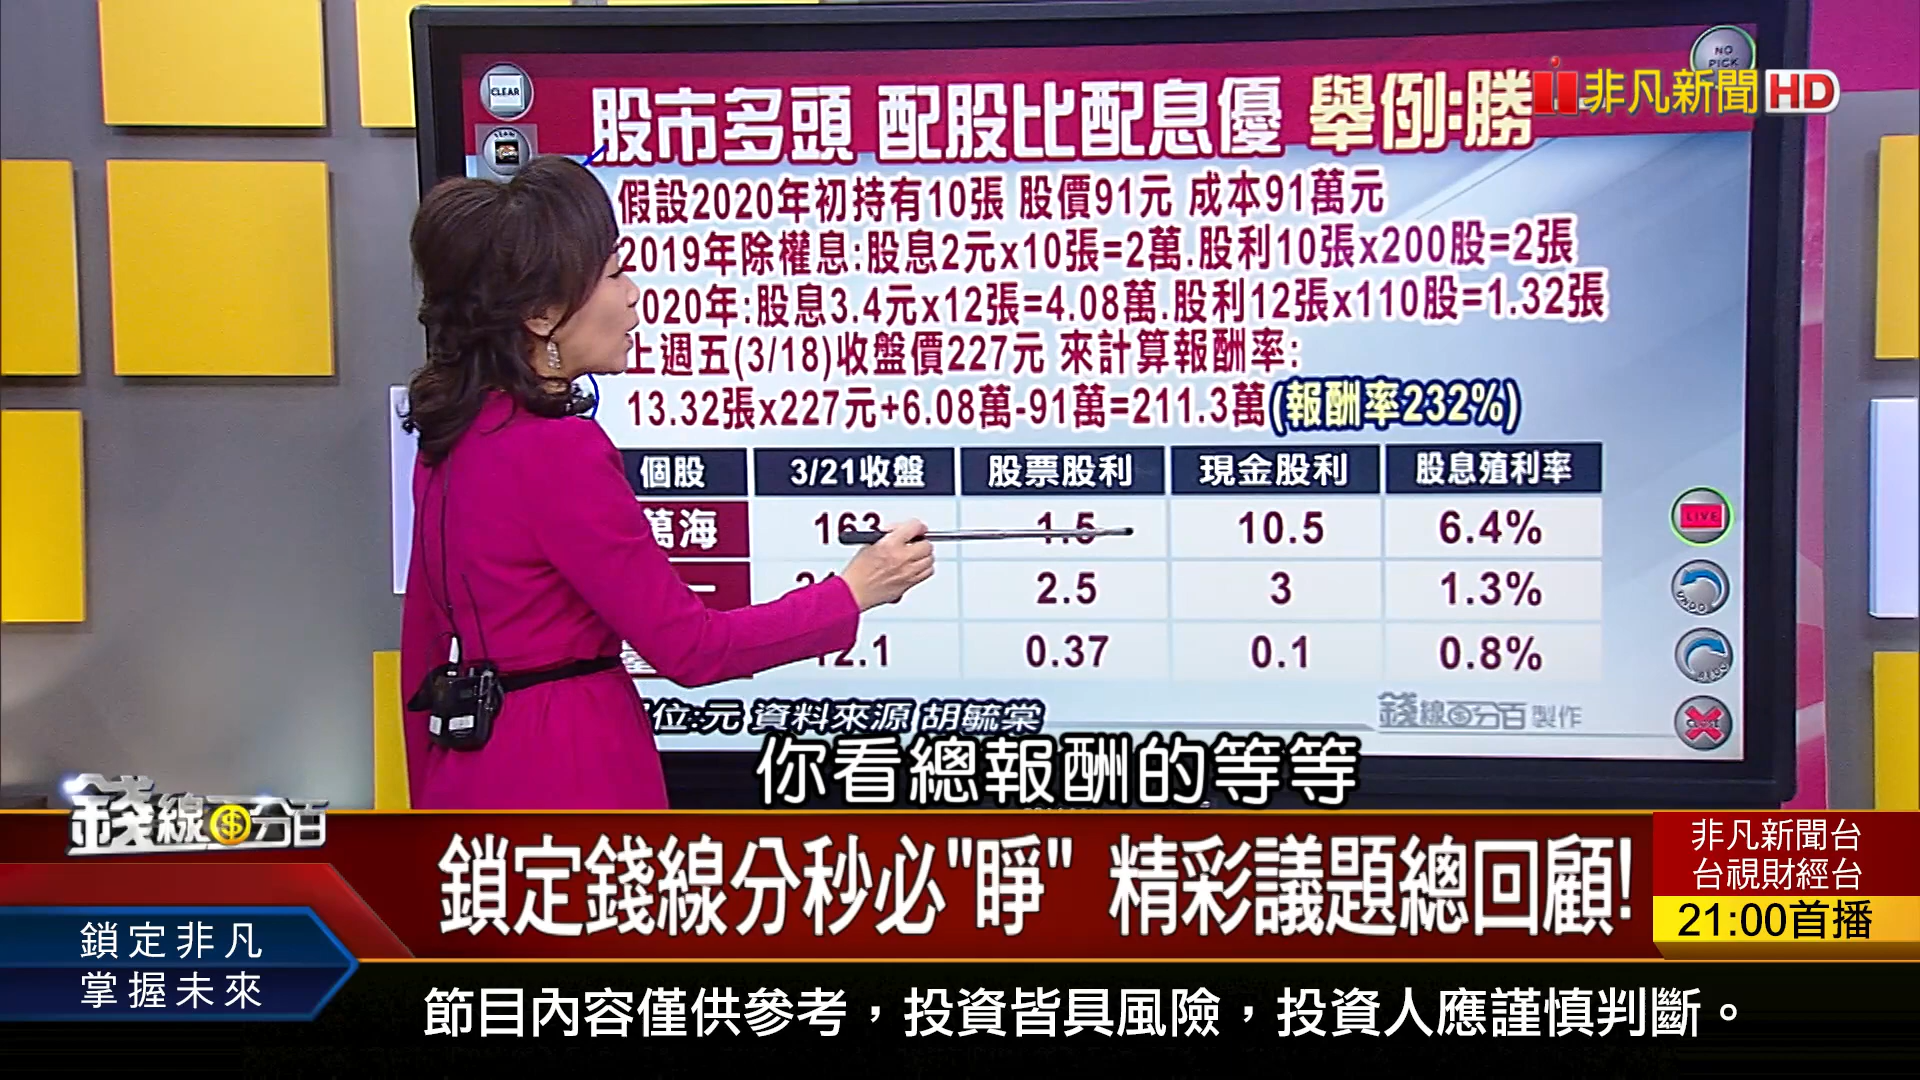 NO PICK
CLEAR
非凡新聞HD
股市多頭 配股比配息優 舉例:勝
假設2020年初持有10張 股價91元 成本91萬元
2019年除權息:股息2元x10張=2萬.股利10張x200股=2張
020年:股息3.4元x12張=4.08萬.股利12張x110股=1.32張
上週五(3/18)收盤價227元 來計算報酬率:
13.32張x227元+6.08萬-91萬=211.3萬(報酬率232%)
個股 3/21收盤 股票股利 現金股利 股息殖利率
萬海 163 1.5 10.5 6.4%
2.5 3 1.3%
12.1 0.37 0.1 0.8%
LIVE
UNDO
REDO
CLOSE
位:元 資料來源 胡毓棠
錢線百分百 製作
你看總報酬的等等
錢線百分百
鎖定錢線分秒必"睜" 精彩議題總回顧!
非凡新聞台
台視財經台
21:00首播
鎖定非凡
掌握未來
節目內容僅供參考，投資皆具風險，投資人應謹慎判斷。